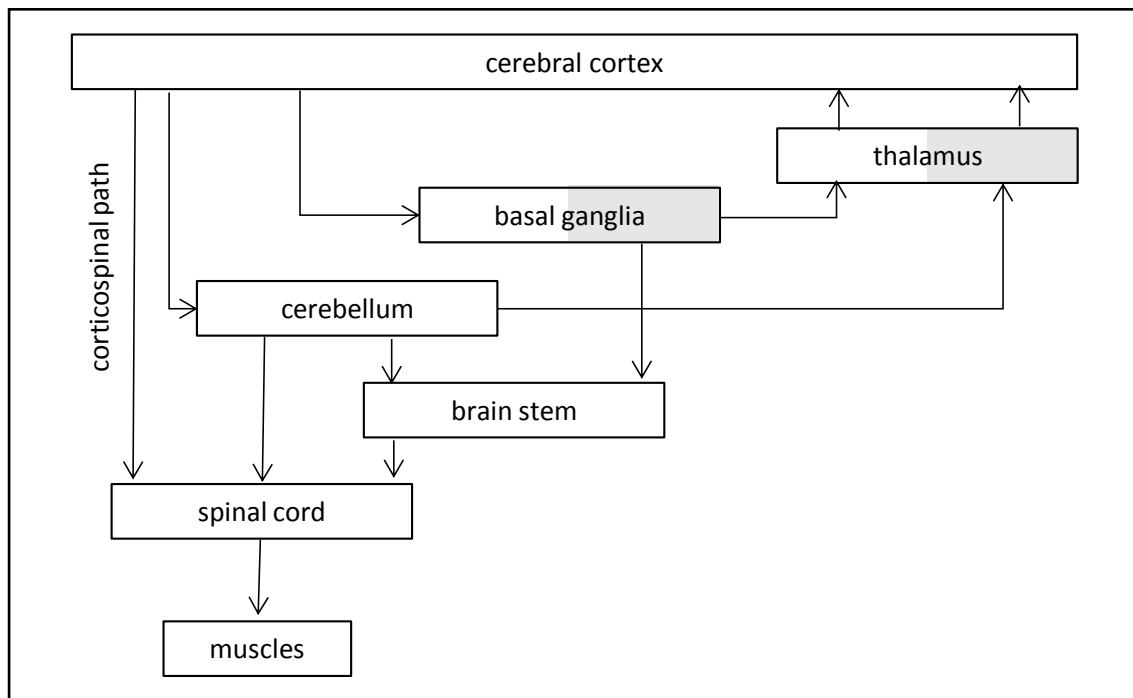 cerebral cortex
thalamus
basal ganglia
corticospinal path
cerebellum
brain stem
spinal cord
muscles